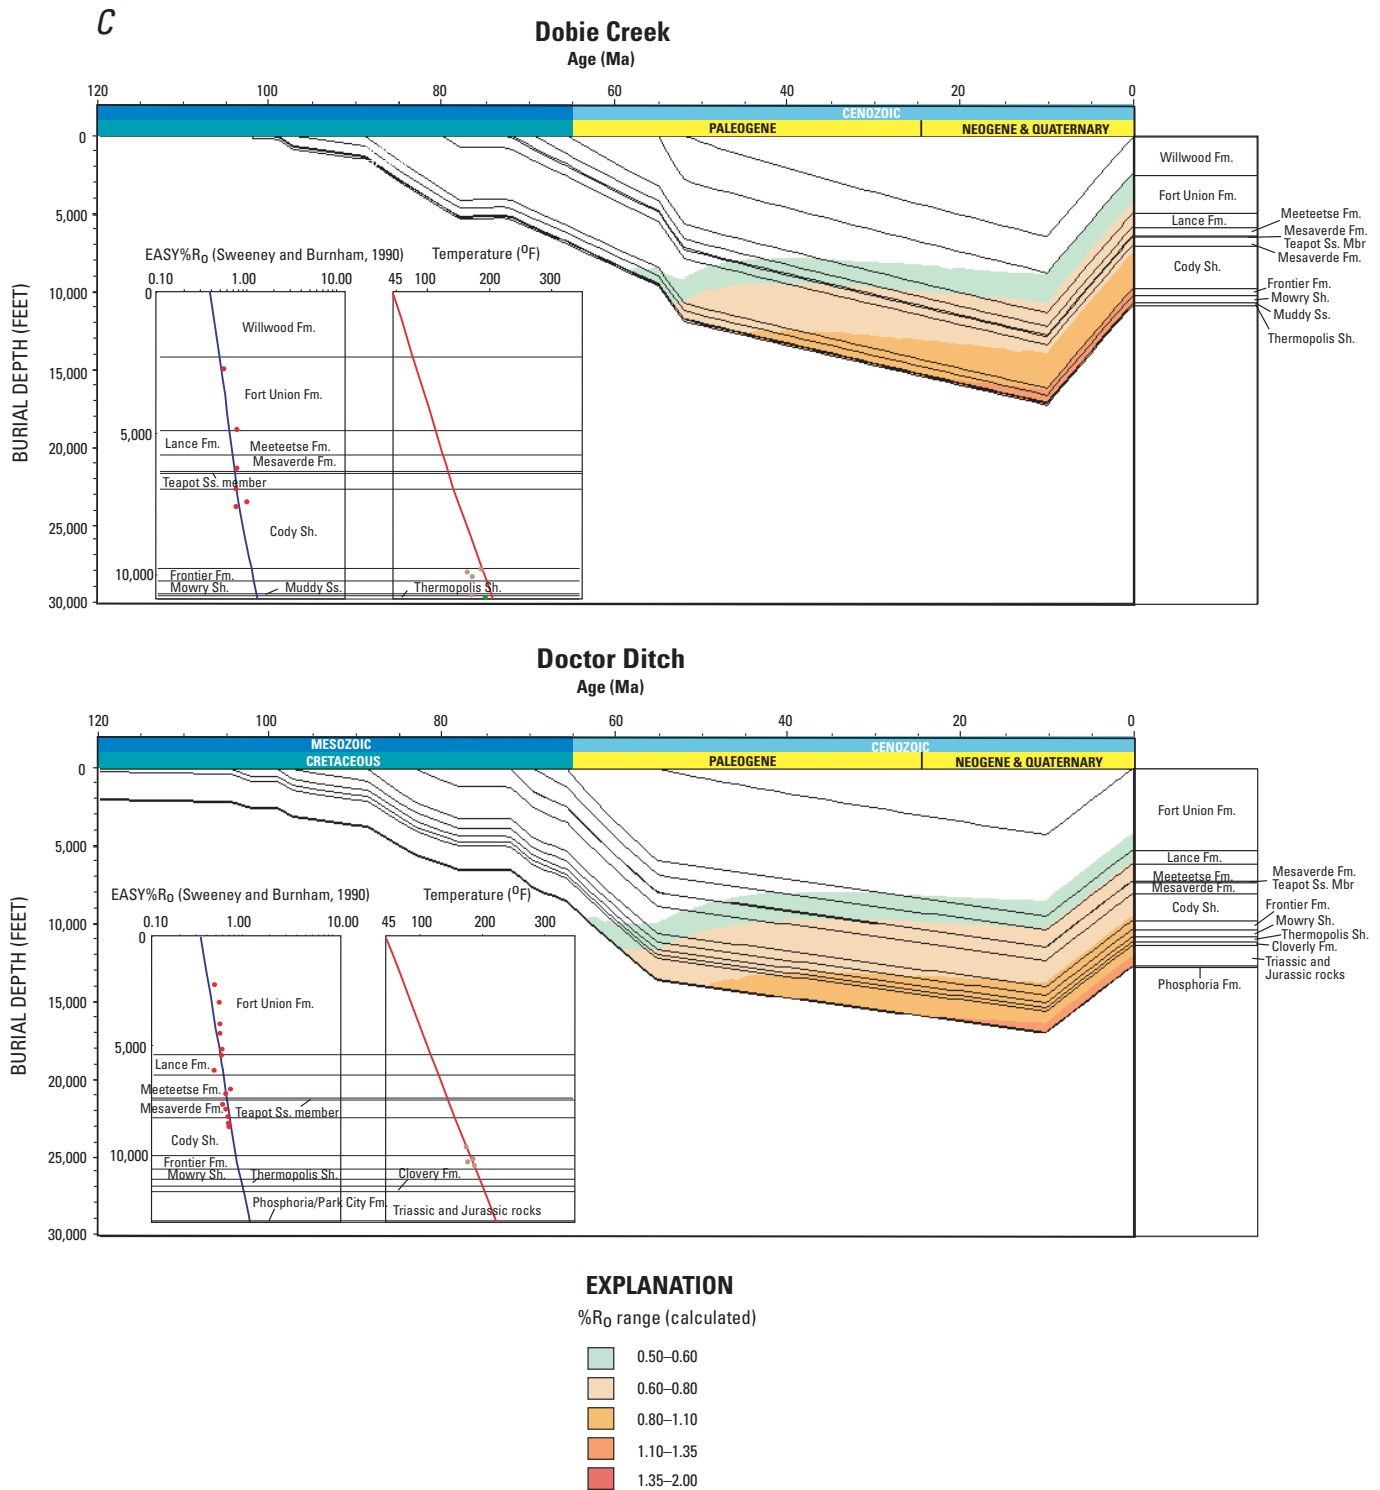 C
Dobie Creek
Age (Ma)
120 100 80 60 40 20 0
CENOZOIC
PALEOGENE NEOGENE & QUATERNARY
BURIAL DEPTH (FEET)
0
5,000
10,000
15,000
20,000
25,000
30,000
Willwood Fm.
Fort Union Fm.
Lance Fm.
Cody Sh.
Meeteetse Fm.
Mesaverde Fm.
Teapot Ss. Mbr
Mesaverde Fm.
Frontier Fm.
Mowry Sh.
Muddy Ss.
Thermopolis Sh.
EASY%RO (Sweeney and Burnham, 1990)
0.10 1.00 10.00
Temperature (OF)
45 100 200 300
0
5,000
10,000
Willwood Fm.
Fort Union Fm.
Lance Fm. Meeteetse Fm.
Mesaverde Fm.
Teapot Ss. member
Cody Sh.
Frontier Fm.
Mowry Sh. Muddy Ss. Thermopolis Sh.
Doctor Ditch
Age (Ma)
120 100 80 60 40 20 0
MESOZOIC CENOZOIC
CRETACEOUS PALEOGENE NEOGENE & QUATERNARY
BURIAL DEPTH (FEET)
0
5,000
10,000
15,000
20,000
25,000
30,000
Fort Union Fm.
Lance Fm.
Meeteetse Fm.
Mesaverde Fm.
Cody Sh.
Phosphoria Fm.
Mesaverde Fm.
Teapot Ss. Mbr
Frontier Fm.
Mowry Sh.
Thermopolis Sh.
Cloverly Fm.
Triassic and
Jurassic rocks
EASY%RO (Sweeney and Burnham, 1990)
0.10 1.00 10.00
Temperature (OF)
45 100 200 300
0
5,000
10,000
Fort Union Fm.
Lance Fm.
Meeteetse Fm.
Mesaverde Fm. Teapot Ss. member
Cody Sh.
Frontier Fm.
Mowry Sh. Thermopolis Sh. Clovery Fm.
Phosphoria/Park City Fm. Triassic and Jurassic rocks
EXPLANATION
%RO range (calculated)
0.50–0.60
0.60–0.80
0.80–1.10
1.10–1.35
1.35–2.00